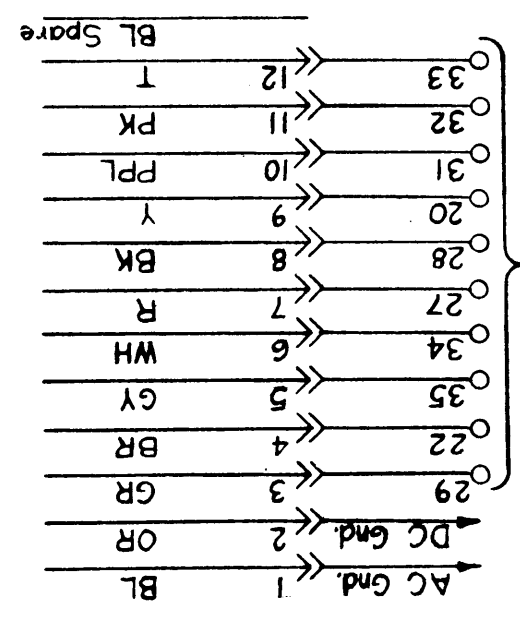 AC Gnd. 1 BL
DC Gnd. 2 OR
29 3 GR
22 4 BR
35 5 GY
34 6 WH
27 7 R
28 8 BK
20 9 Y
31 10 PPL
32 11 PK
33 12 T
BL Spare